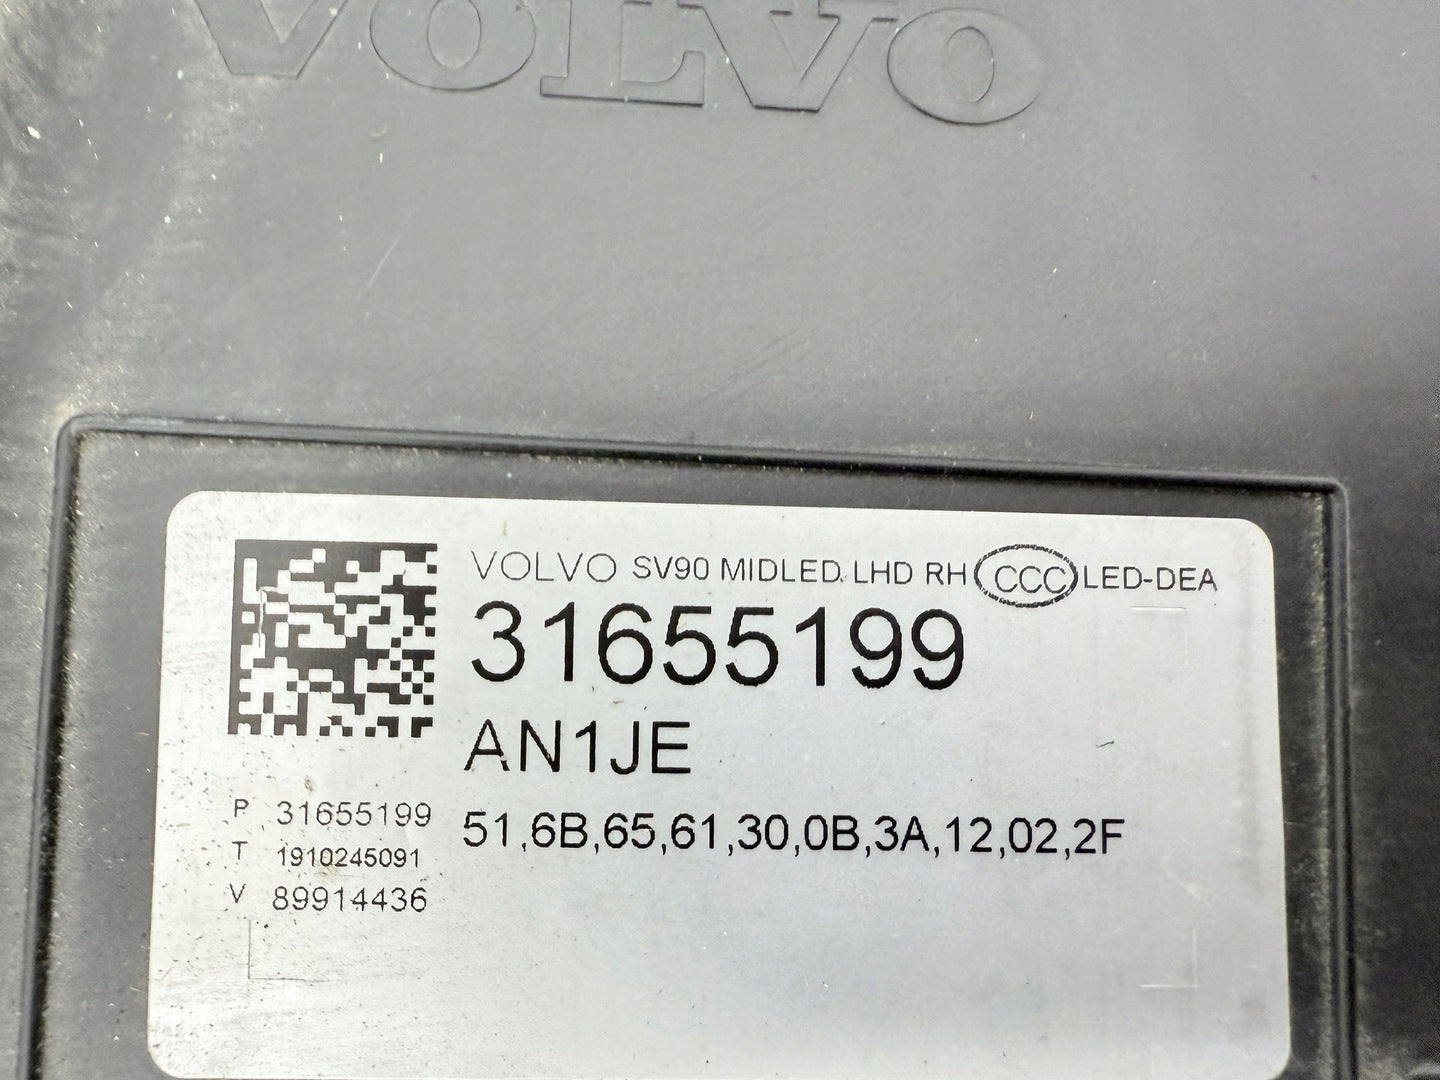 VOLVO
VOLVO SV90 MIDLED LHD RH CCC LED-DEA
31655199
AN1JE
51,6B,65,61,30,0B,3A,12,02,2F
P 31655199
T 1910245091
V 89914436